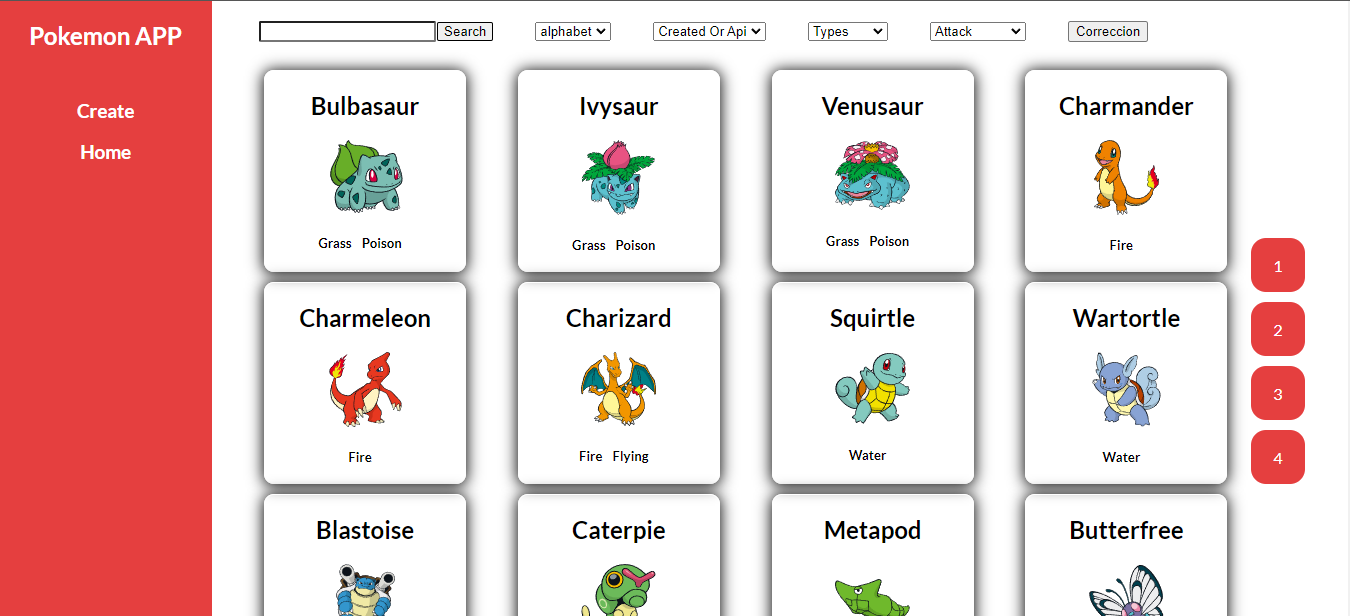 Pokemon APP
Create
Home
Search
alphabet
Created Or Api
Types
Attack
Correccion
Bulbasaur
Ivysaur
Venusaur
Charmander
Grass Poison
Grass Poison
Grass Poison
Fire
Charmeleon
Charizard
Squirtle
Wartortle
Fire
Fire Flying
Water
Water
Blastoise
Caterpie
Metapod
Butterfree
1
2
3
4